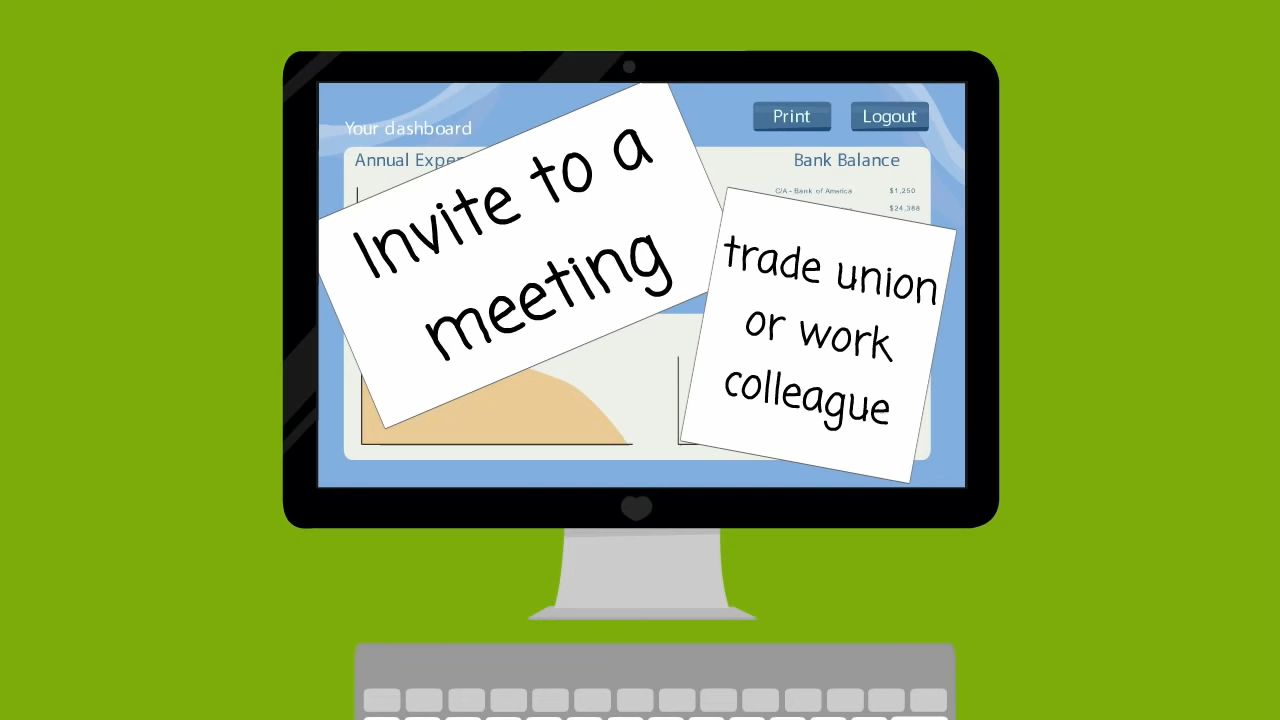 Your dashboard
Print
Logout
Annual
Bank Balance
C/A - Bank of America $1,250
$24,388
Invite to a
meeting
trade union
or work
colleague